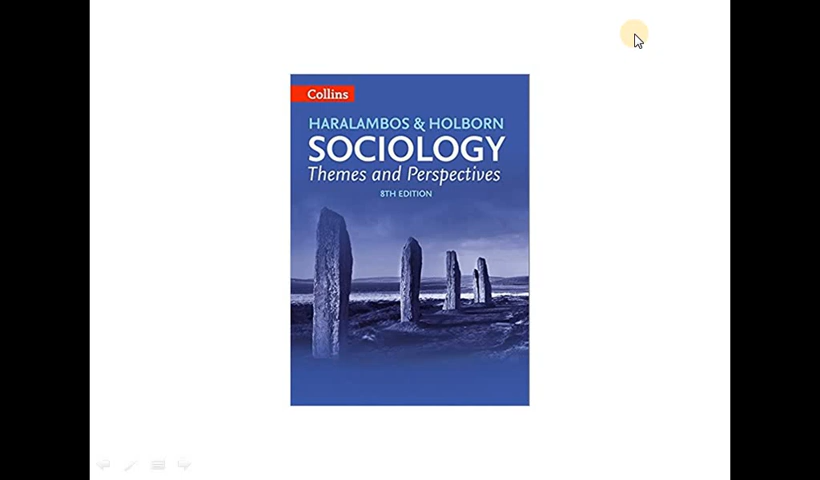 Collins
HARALAMBOS & HOLBORN
SOCIOLOGY
Themes and Perspectives
8TH EDITION